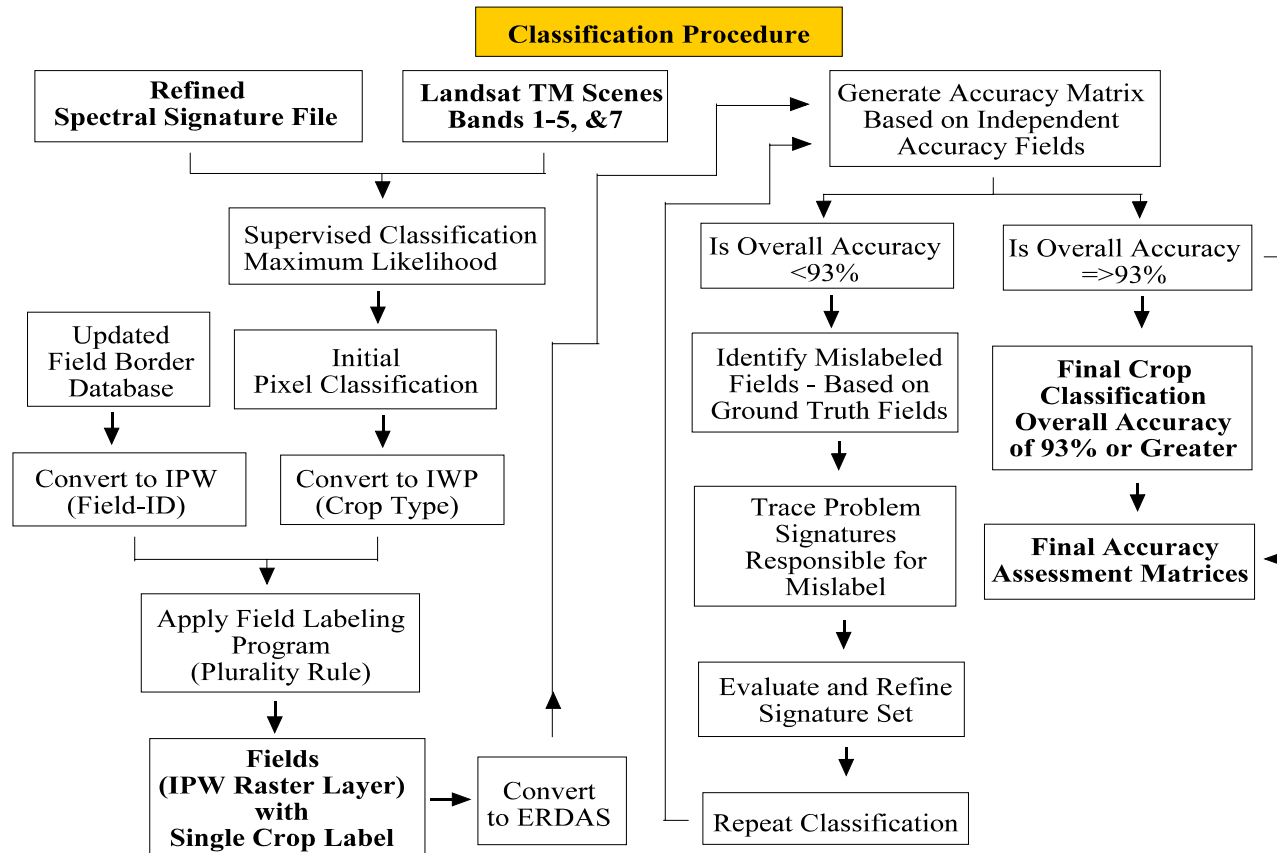 Classification Procedure
Refined
Spectral Signature File
Landsat TM Scenes
Bands 1-5, &7
Supervised Classification
Maximum Likelihood
Updated
Field Border
Database
Initial
Pixel Classification
Convert to IPW
(Field-ID)
Convert to IWP
(Crop Type)
Apply Field Labeling
Program
(Plurality Rule)
Fields
(IPW Raster Layer)
with
Single Crop Label
Convert
to ERDAS
Generate Accuracy Matrix
Based on Independent
Accuracy Fields
Is Overall Accuracy
<93%
Is Overall Accuracy
=>93%
Identify Mislabeled
Fields - Based on
Ground Truth Fields
Final Crop
Classification
Overall Accuracy
of 93% or Greater
Trace Problem
Signatures
Responsible for
Mislabel
Final Accuracy
Assessment Matrices
Evaluate and Refine
Signature Set
Repeat Classification